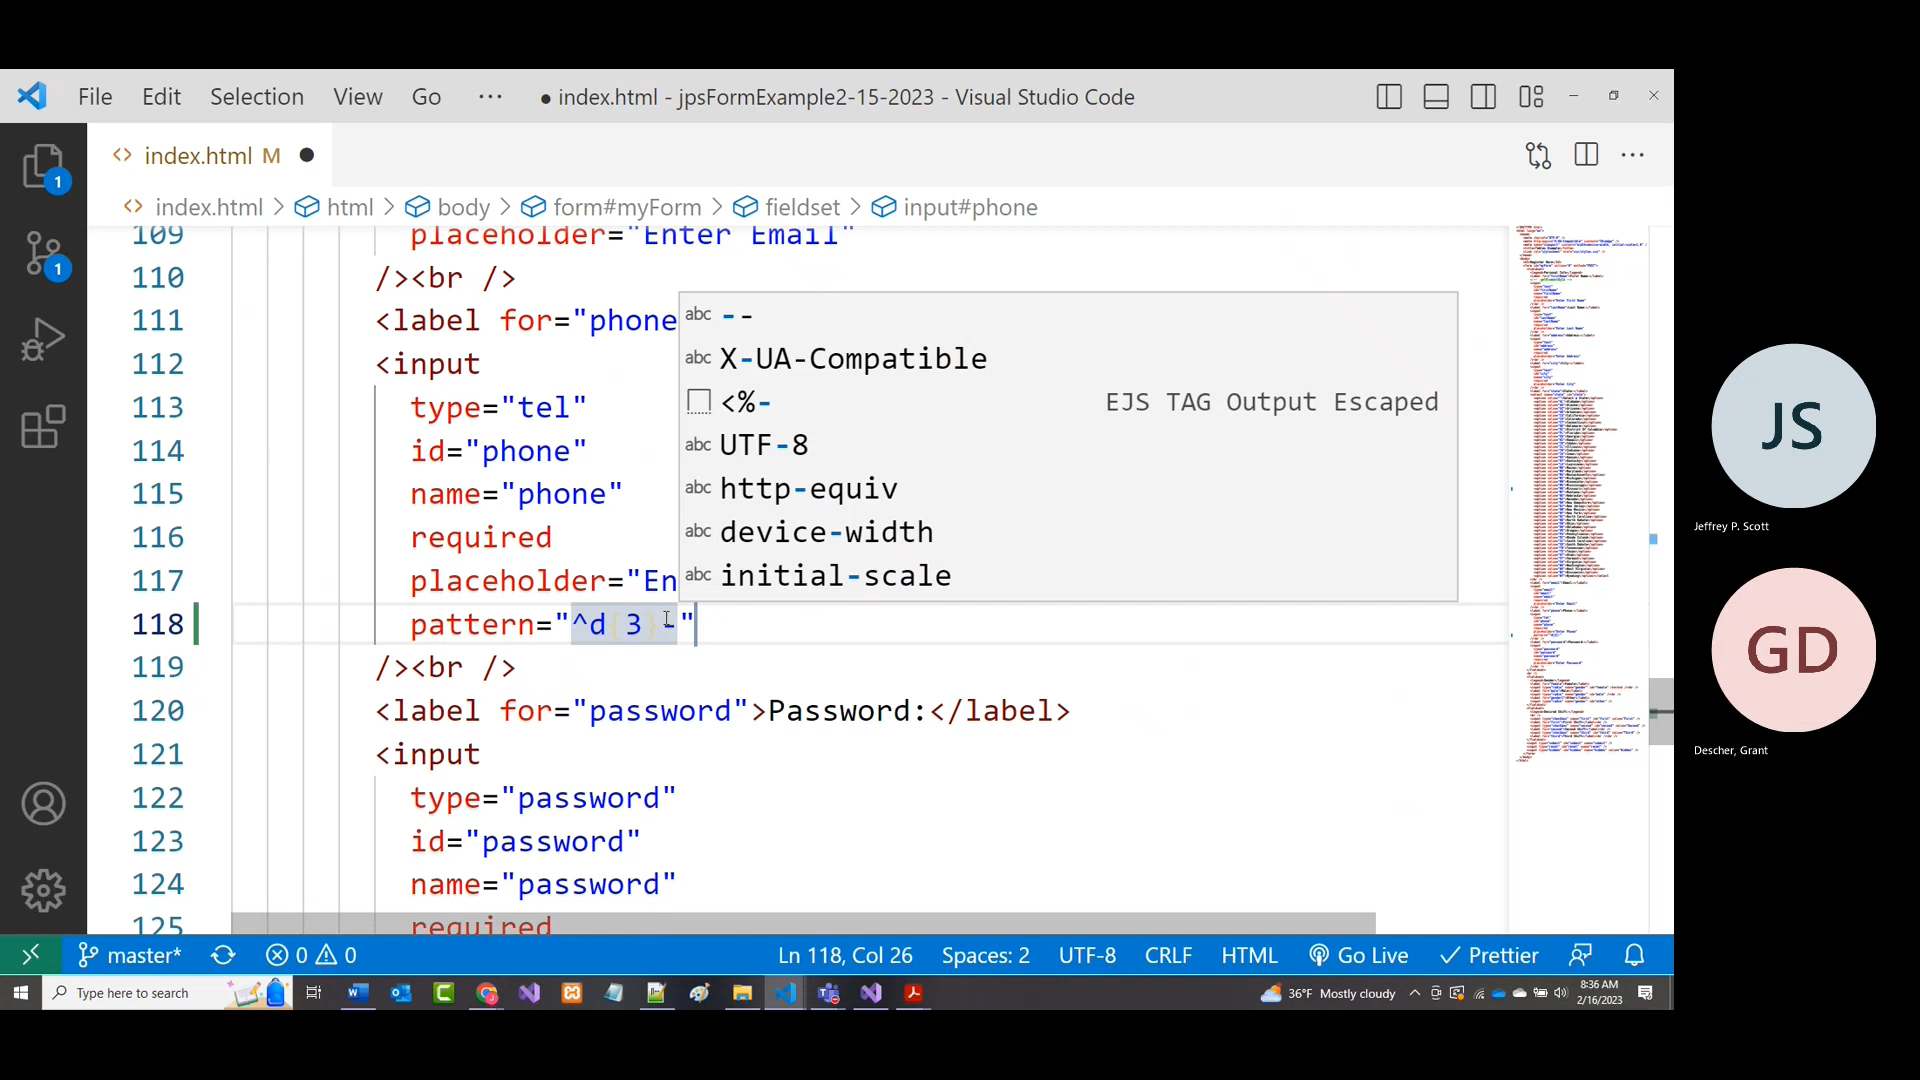 File Edit Selection View Go ··· ● index.html - jpsFormExample2-15-2023 - Visual Studio Code
<> index.html M ●
<> index.html > html > body > form#myForm > fieldset > input#phone
109 placeholder="Enter Email"
110 /><br />
111 <label for="phone
112 <input
113 type="tel"
114 id="phone"
115 name="phone"
116 required
117 placeholder="En
118 pattern="^d{3}-"
119 /><br />
120 <label for="password">Password:</label>
121 <input
122 type="password"
123 id="password"
124 name="password"
125 required
abc --
abc X-UA-Compatible
<%- EJS TAG Output Escaped
abc UTF-8
abc http-equiv
abc device-width
abc initial-scale
1
1
JS
Jeffrey P. Scott
GD
Descher, Grant
master* 0 0 Ln 118, Col 26 Spaces: 2 UTF-8 CRLF HTML Go Live Prettier
Type here to search 36°F Mostly cloudy 8:36 AM
2/16/2023